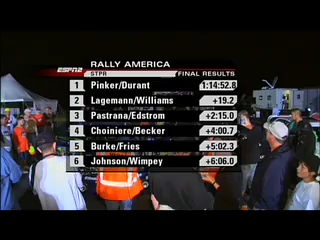 RALLY AMERICA
ESPN2 STPR FINAL RESULTS
1 Pinker/Durant 1:14:52.8
2 Lagemann/Williams +19.2
3 Pastrana/Edstrom +2:15.0
4 Choiniere/Becker +4:00.7
5 Burke/Fries +5:02.3
6 Johnson/Wimpey +6:06.0